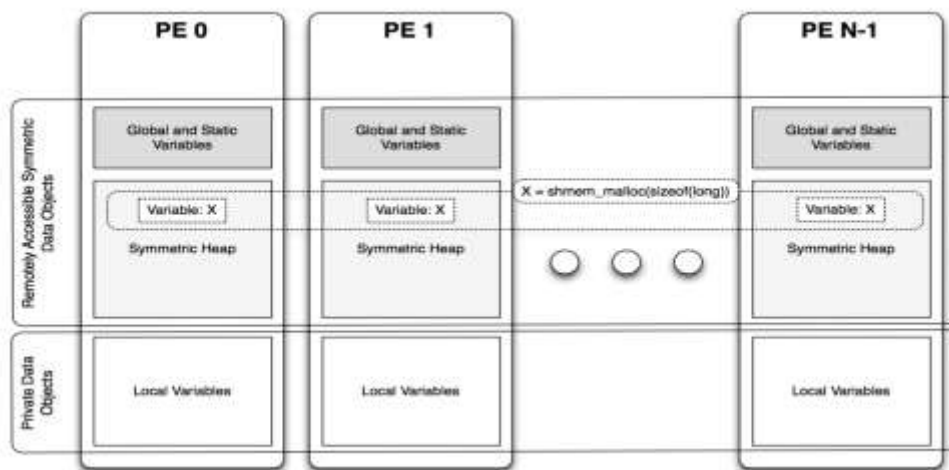 PE 0
PE 1
PE N-1
Remotely Accessible Symmetric
Data Objects
Global and Static
Variables
Global and Static
Variables
Global and Static
Variables
X = shmem_malloc(sizeof(long))
Variable: X
Variable: X
Variable: X
Symmetric Heap
Symmetric Heap
Symmetric Heap
Private Data
Objects
Local Variables
Local Variables
Local Variables